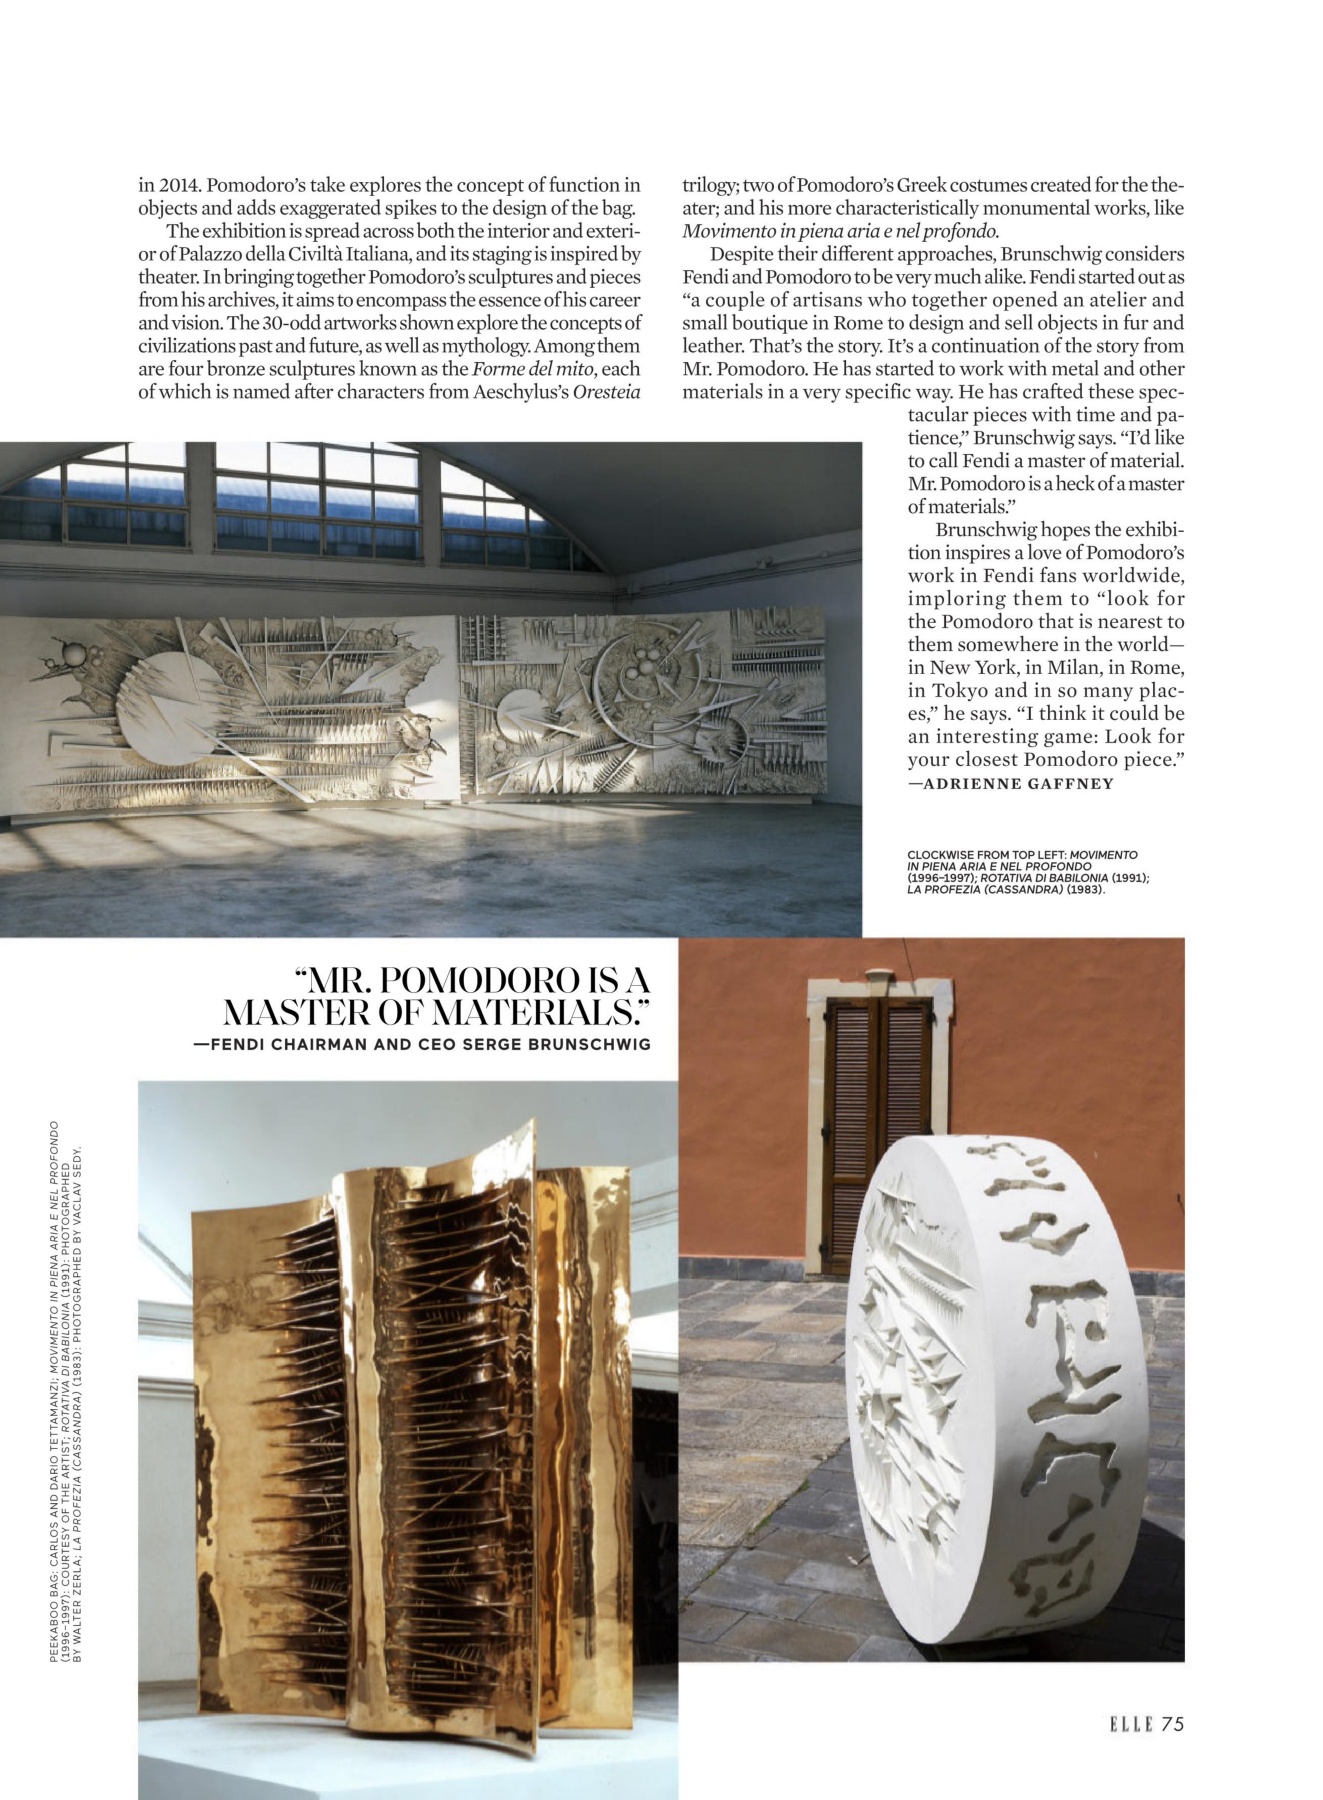 in 2014. Pomodoro’s take explores the concept of function in
objects and adds exaggerated spikes to the design of the bag.
The exhibition is spread across both the interior and exteri-
or of Palazzo della Civiltà Italiana, and its staging is inspired by
theater. In bringing together Pomodoro’s sculptures and pieces
from his archives, it aims to encompass the essence of his career
and vision. The 30-odd artworks shown explore the concepts of
civilizations past and future, as well as mythology. Among them
are four bronze sculptures known as the Forme del mito, each
of which is named after characters from Aeschylus’s Oresteia
trilogy; two of Pomodoro’s Greek costumes created for the the-
ater; and his more characteristically monumental works, like
Movimento in piena aria e nel profondo.
Despite their different approaches, Brunschwig considers
Fendi and Pomodoro to be very much alike. Fendi started out as
“a couple of artisans who together opened an atelier and
small boutique in Rome to design and sell objects in fur and
leather. That’s the story. It’s a continuation of the story from
Mr. Pomodoro. He has started to work with metal and other
materials in a very specific way. He has crafted these spec-
tacular pieces with time and pa-
tience,” Brunschwig says. “I’d like
to call Fendi a master of material.
Mr. Pomodoro is a heck of a master
of materials.”
Brunschwig hopes the exhibi-
tion inspires a love of Pomodoro’s
work in Fendi fans worldwide,
imploring them to “look for
the Pomodoro that is nearest to
them somewhere in the world—
in New York, in Milan, in Rome,
in Tokyo and in so many plac-
es,” he says. “I think it could be
an interesting game: Look for
your closest Pomodoro piece.”
—ADRIENNE GAFFNEY
CLOCKWISE FROM TOP LEFT: MOVIMENTO
IN PIENA ARIA E NEL PROFONDO
(1996–1997); ROTATIVA DI BABILONIA (1991);
LA PROFEZIA (CASSANDRA) (1983).
“MR. POMODORO IS A
MASTER OF MATERIALS.”
—FENDI CHAIRMAN AND CEO SERGE BRUNSCHWIG
PEEKABOO BAG: CARLOS AND DARIO TETTAMANZI; MOVIMENTO IN PIENA ARIA E NEL PROFONDO
(1996–1997): COURTESY OF THE ARTIST; ROTATIVA DI BABILONIA (1991): PHOTOGRAPHED
BY WALTER ZERLA; LA PROFEZIA (CASSANDRA) (1983): PHOTOGRAPHED BY VACLAV SEDY.
ELLE 75